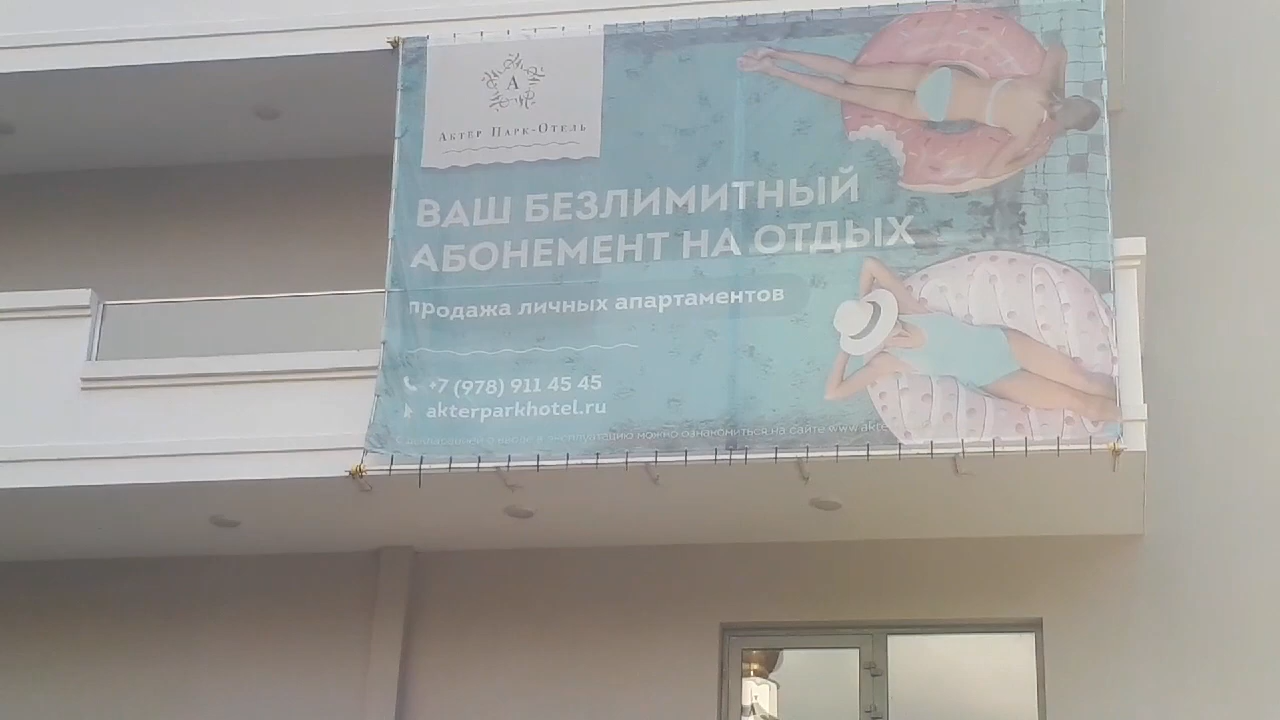 А
Актер Парк-Отель
ВАШ БЕЗЛИМИТНЫЙ
АБОНЕМЕНТ НА ОТДЫХ
продажа личных апартаментов
+7 (978) 911 45 45
akterparkhotel.ru
С декларацией о вводе в эксплуатацию можно ознакомиться на сайте www.akte